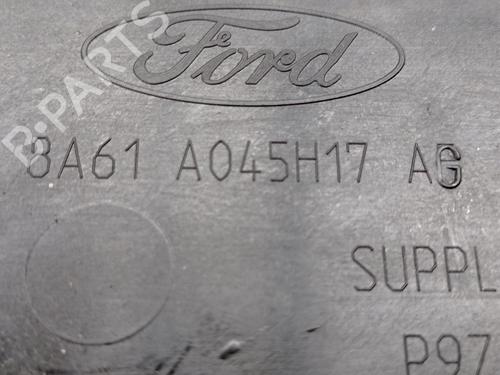 Ford
B-PARTS
8A61 A045H17 AG
SUPPL
P97